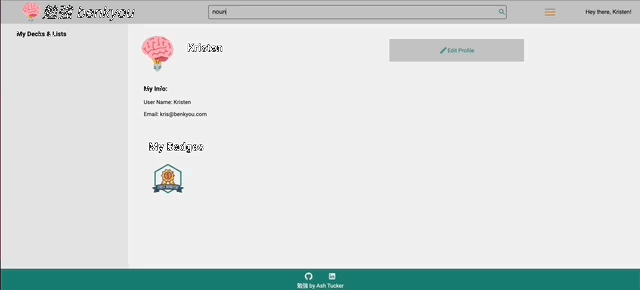 勉強 benkyou
noun
Hey there, Kristen!
My Decks & Lists
Kristen
Edit Profile
My Info:
User Name: Kristen
Email: kris@benkyou.com
My Badges
勉強 by Ash Tucker